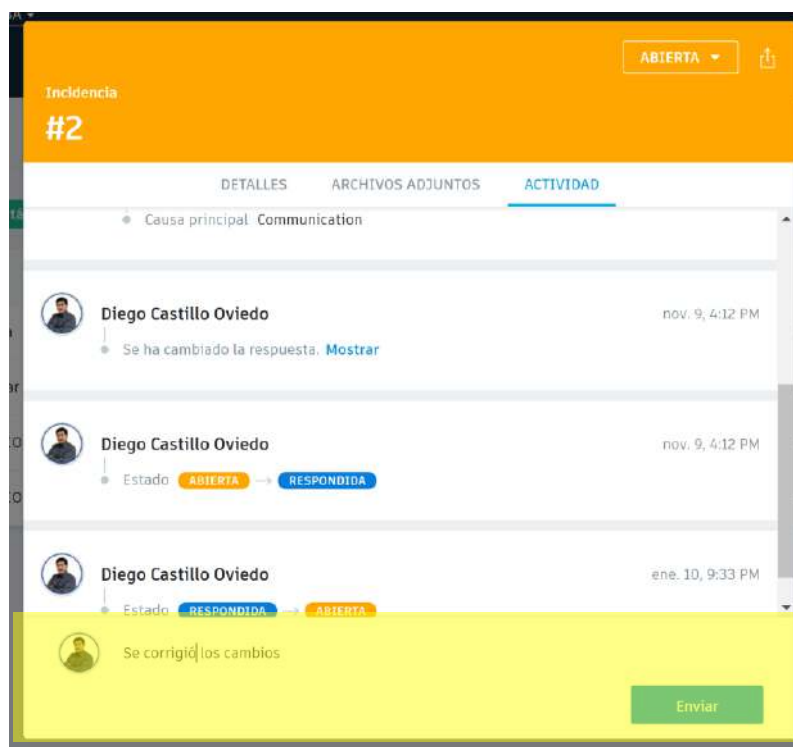 ABIERTA
Incidencia
#2
DETALLES ARCHIVOS ADJUNTOS ACTIVIDAD
Causa principal Communication
Diego Castillo Oviedo nov. 9, 4:12 PM
Se ha cambiado la respuesta. Mostrar
Diego Castillo Oviedo nov. 9, 4:12 PM
Estado ABIERTA → RESPONDIDA
Diego Castillo Oviedo ene. 10, 9:33 PM
Estado RESPONDIDA → ABIERTA
Se corrigió los cambios
Enviar